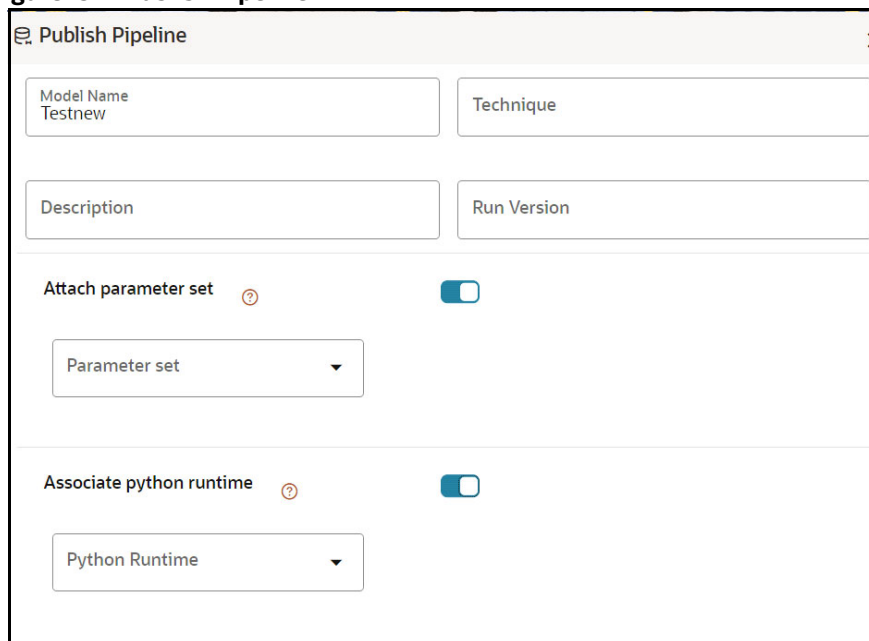 Publish Pipeline
Model Name
Testnew
Technique
Description
Run Version
Attach parameter set
Parameter set
Associate python runtime
Python Runtime